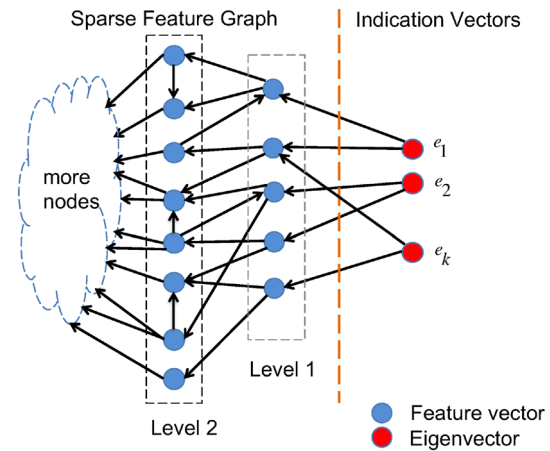 Sparse Feature Graph
Indication Vectors
more
nodes
e1
e2
ek
Level 1
Level 2
Feature vector
Eigenvector